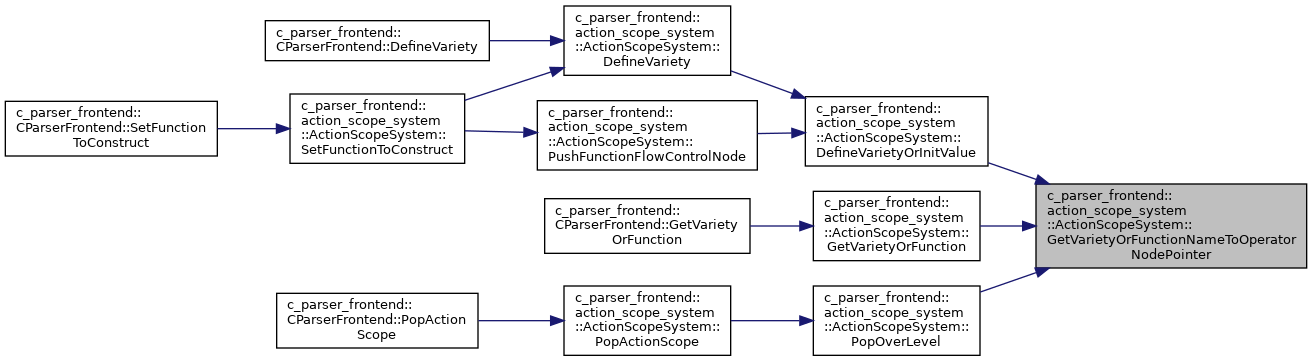 c_parser_frontend::
CParserFrontend::DefineVariety
c_parser_frontend::
action_scope_system
::ActionScopeSystem::
DefineVariety
c_parser_frontend::
CParserFrontend::SetFunction
ToConstruct
c_parser_frontend::
action_scope_system
::ActionScopeSystem::
SetFunctionToConstruct
c_parser_frontend::
action_scope_system
::ActionScopeSystem::
PushFunctionFlowControlNode
c_parser_frontend::
action_scope_system
::ActionScopeSystem::
DefineVarietyOrInitValue
c_parser_frontend::
CParserFrontend::GetVariety
OrFunction
c_parser_frontend::
action_scope_system
::ActionScopeSystem::
GetVarietyOrFunction
c_parser_frontend::
action_scope_system
::ActionScopeSystem::
GetVarietyOrFunctionNameToOperator
NodePointer
c_parser_frontend::
CParserFrontend::PopAction
Scope
c_parser_frontend::
action_scope_system
::ActionScopeSystem::
PopActionScope
c_parser_frontend::
action_scope_system
::ActionScopeSystem::
PopOverLevel